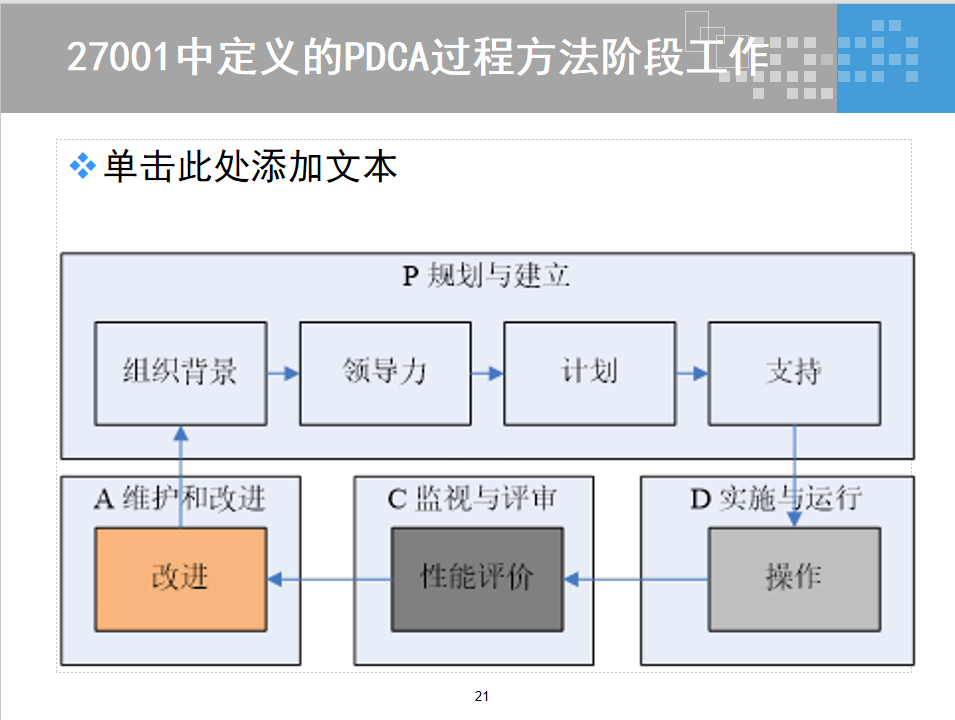 27001中定义的PDCA过程方法阶段工作
单击此处添加文本
P 规划与建立
组织背景
领导力
计划
支持
A 维护和改进
C 监视与评审
D 实施与运行
改进
性能评价
操作
21